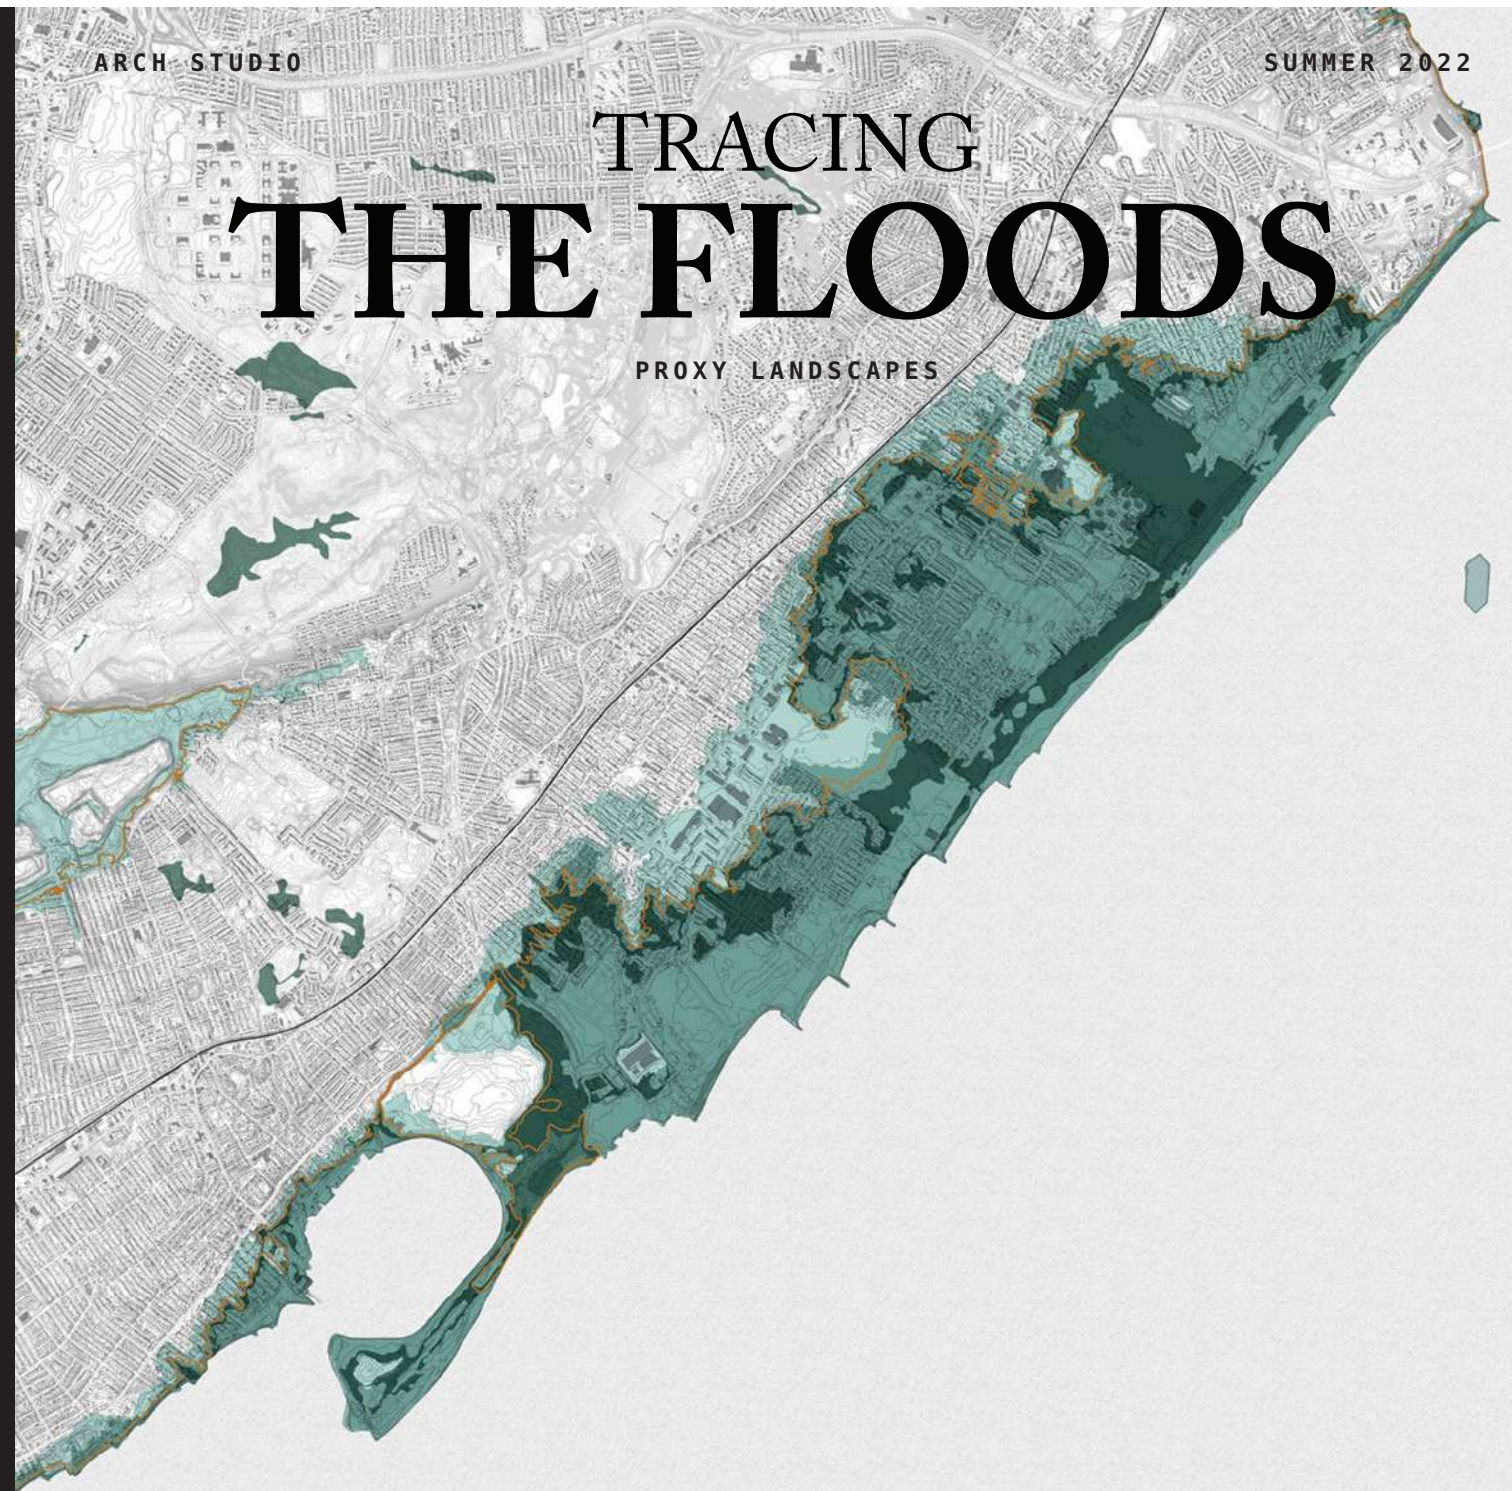 ARCH STUDIO
SUMMER 2022
TRACING
THE FLOODS
PROXY LANDSCAPES